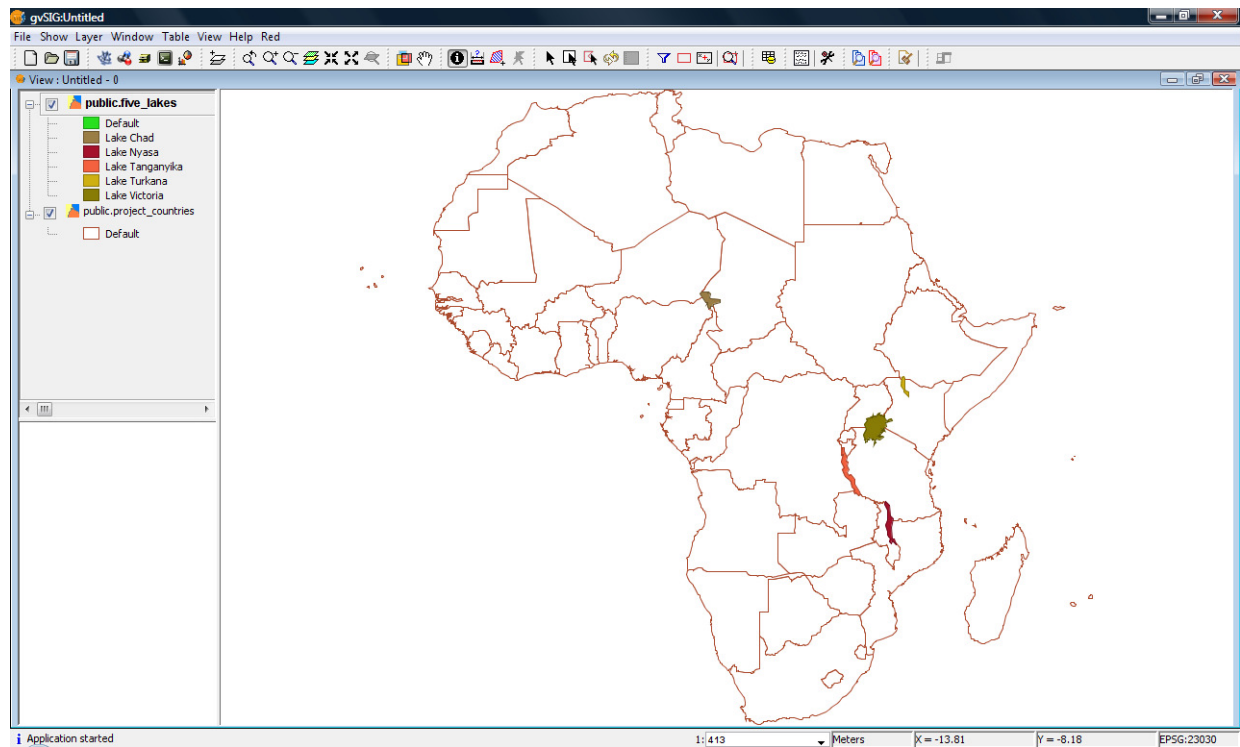 gvSIG:Untitled
File Show Layer Window Table View Help Red
View : Untitled - 0
public.five_lakes
Default
Lake Chad
Lake Nyasa
Lake Tanganyika
Lake Turkana
Lake Victoria
public.project_countries
Default
Application started 1: 413 Meters X = -13.81 Y = -8.18 EPSG:23030